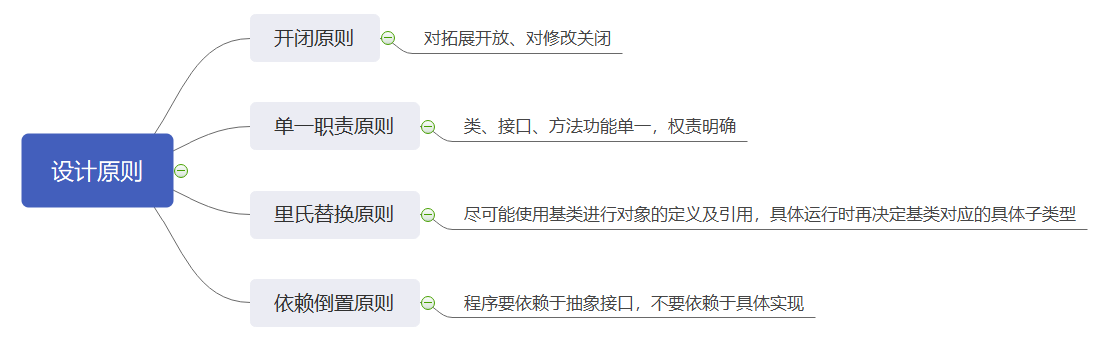 设计原则
开闭原则
对拓展开放、对修改关闭
单一职责原则
类、接口、方法功能单一，权责明确
里氏替换原则
尽可能使用基类进行对象的定义及引用，具体运行时再决定基类对应的具体子类型
依赖倒置原则
程序要依赖于抽象接口，不要依赖于具体实现